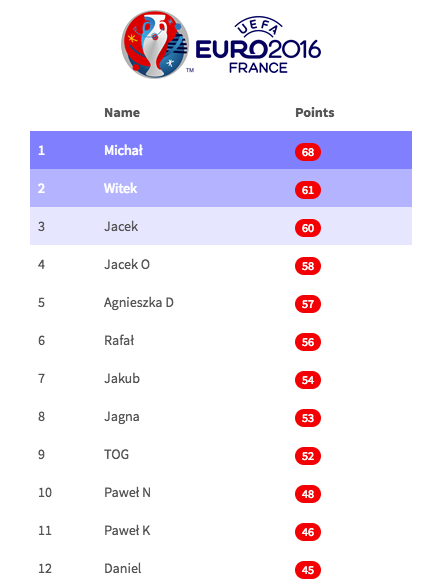 UEFA
EURO2016
™ FRANCE
Name Points
1 Michał 68
2 Witek 61
3 Jacek 60
4 Jacek O 58
5 Agnieszka D 57
6 Rafał 56
7 Jakub 54
8 Jagna 53
9 TOG 52
10 Paweł N 48
11 Paweł K 46
12 Daniel 45